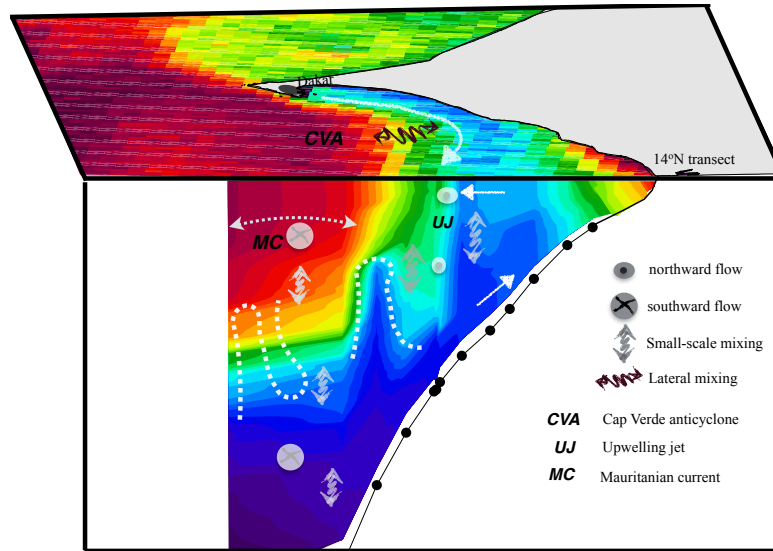 Dakar
CVA
14°N transect
MC
UJ
northward flow
southward flow
Small-scale mixing
Lateral mixing
CVA Cap Verde anticyclone
UJ Upwelling jet
MC Mauritanian current